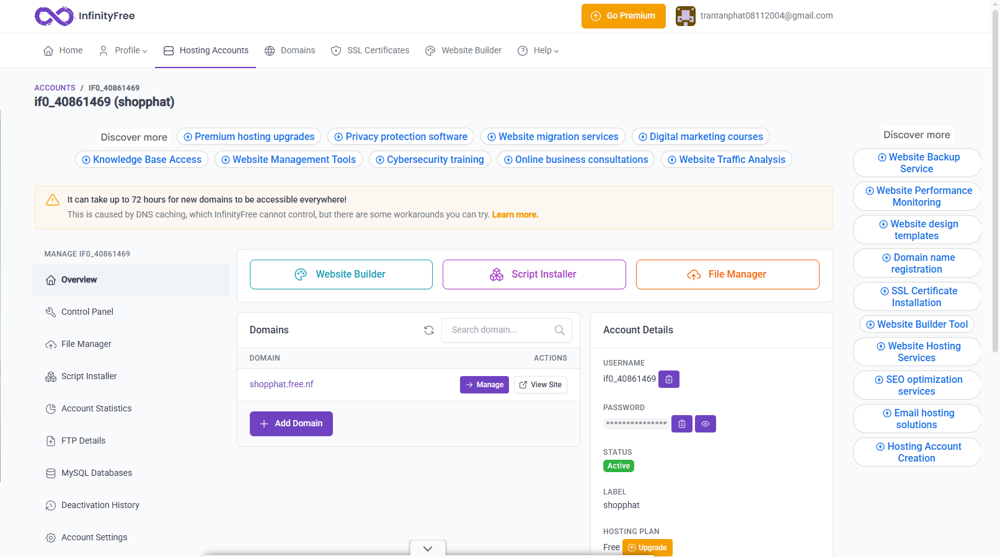 InfinityFree
Go Premium
trantanphat08112004@gmail.com
Home
Profile
Hosting Accounts
Domains
SSL Certificates
Website Builder
Help
ACCOUNTS / IF0_40861469
if0_40861469 (shopphat)
Discover more
Premium hosting upgrades
Privacy protection software
Website migration services
Digital marketing courses
Knowledge Base Access
Website Management Tools
Cybersecurity training
Online business consultations
Website Traffic Analysis
It can take up to 72 hours for new domains to be accessible everywhere!
This is caused by DNS caching, which InfinityFree cannot control, but there are some workarounds you can try. Learn more.
MANAGE IF0_40861469
Overview
Control Panel
File Manager
Script Installer
Account Statistics
FTP Details
MySQL Databases
Deactivation History
Account Settings
Website Builder
Script Installer
File Manager
Domains
Search domain...
DOMAIN
ACTIONS
shopphat.free.nf
Manage
View Site
Add Domain
Account Details
USERNAME
if0_40861469
PASSWORD
***************
STATUS
Active
LABEL
shopphat
HOSTING PLAN
Free
Upgrade
Discover more
Website Backup
Service
Website Performance
Monitoring
Website design
templates
Domain name
registration
SSL Certificate
Installation
Website Builder Tool
Website Hosting
Services
SEO optimization
services
Email hosting
solutions
Hosting Account
Creation